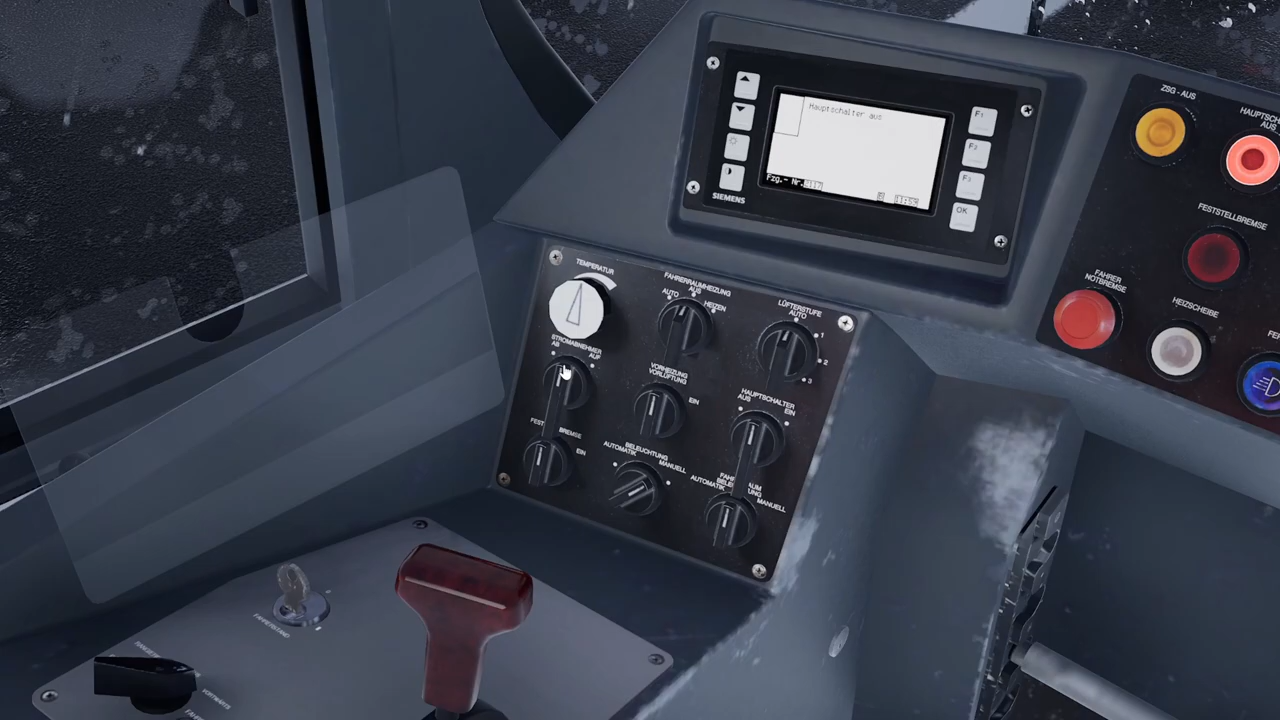 Hauptschalter aus
Fzg.- Nr.
SIEMENS
F1
F2
F3
OK
ZSG - AUS
FESTSTELLBREMSE
FAHRER
NOTBREMSE
HEIZSCHEIBE
TEMPERATUR
FAHRERRAUMHEIZUNG
AUS
AUTO
HEIZEN
LÜFTERSTUFE
AUTO
1
2
3
STROMABNEHMER
AB
AUF
VORHEIZUNG
VORLÜFTUNG
EIN
HAUPTSCHALTER
AUS
EIN
FEST
BREMSE
EIN
BELEUCHTUNG
AUTOMATIK
MANUELL
AUTOMATIK
MANUELL